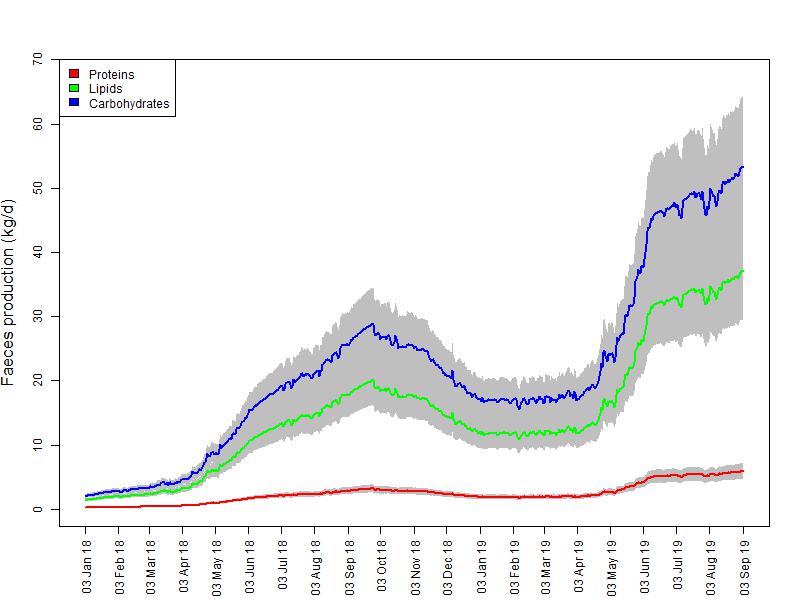 70
60
50
40
30
20
10
0
Faeces production (kg/d)
Proteins
Lipids
Carbohydrates
03 Jan 18
03 Feb 18
03 Mar 18
03 Apr 18
03 May 18
03 Jun 18
03 Jul 18
03 Aug 18
03 Sep 18
03 Oct 18
03 Nov 18
03 Dec 18
03 Jan 19
03 Feb 19
03 Mar 19
03 Apr 19
03 May 19
03 Jun 19
03 Jul 19
03 Aug 19
03 Sep 19